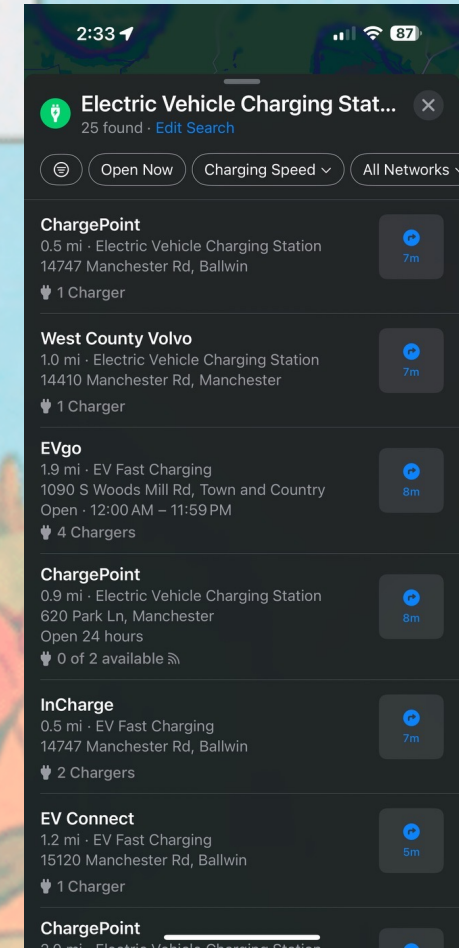 2:33
87
Electric Vehicle Charging Stat...
25 found · Edit Search
Open Now
Charging Speed
All Networks
ChargePoint
0.5 mi · Electric Vehicle Charging Station
14747 Manchester Rd, Ballwin
1 Charger
7m
West County Volvo
1.0 mi · Electric Vehicle Charging Station
14410 Manchester Rd, Manchester
1 Charger
7m
EVgo
1.9 mi · EV Fast Charging
1090 S Woods Mill Rd, Town and Country
Open · 12:00 AM – 11:59 PM
4 Chargers
8m
ChargePoint
0.9 mi · Electric Vehicle Charging Station
620 Park Ln, Manchester
Open 24 hours
0 of 2 available
8m
InCharge
0.5 mi · EV Fast Charging
14747 Manchester Rd, Ballwin
2 Chargers
7m
EV Connect
1.2 mi · EV Fast Charging
15120 Manchester Rd, Ballwin
1 Charger
5m
ChargePoint
mi · Electric Vehicle Charging Station